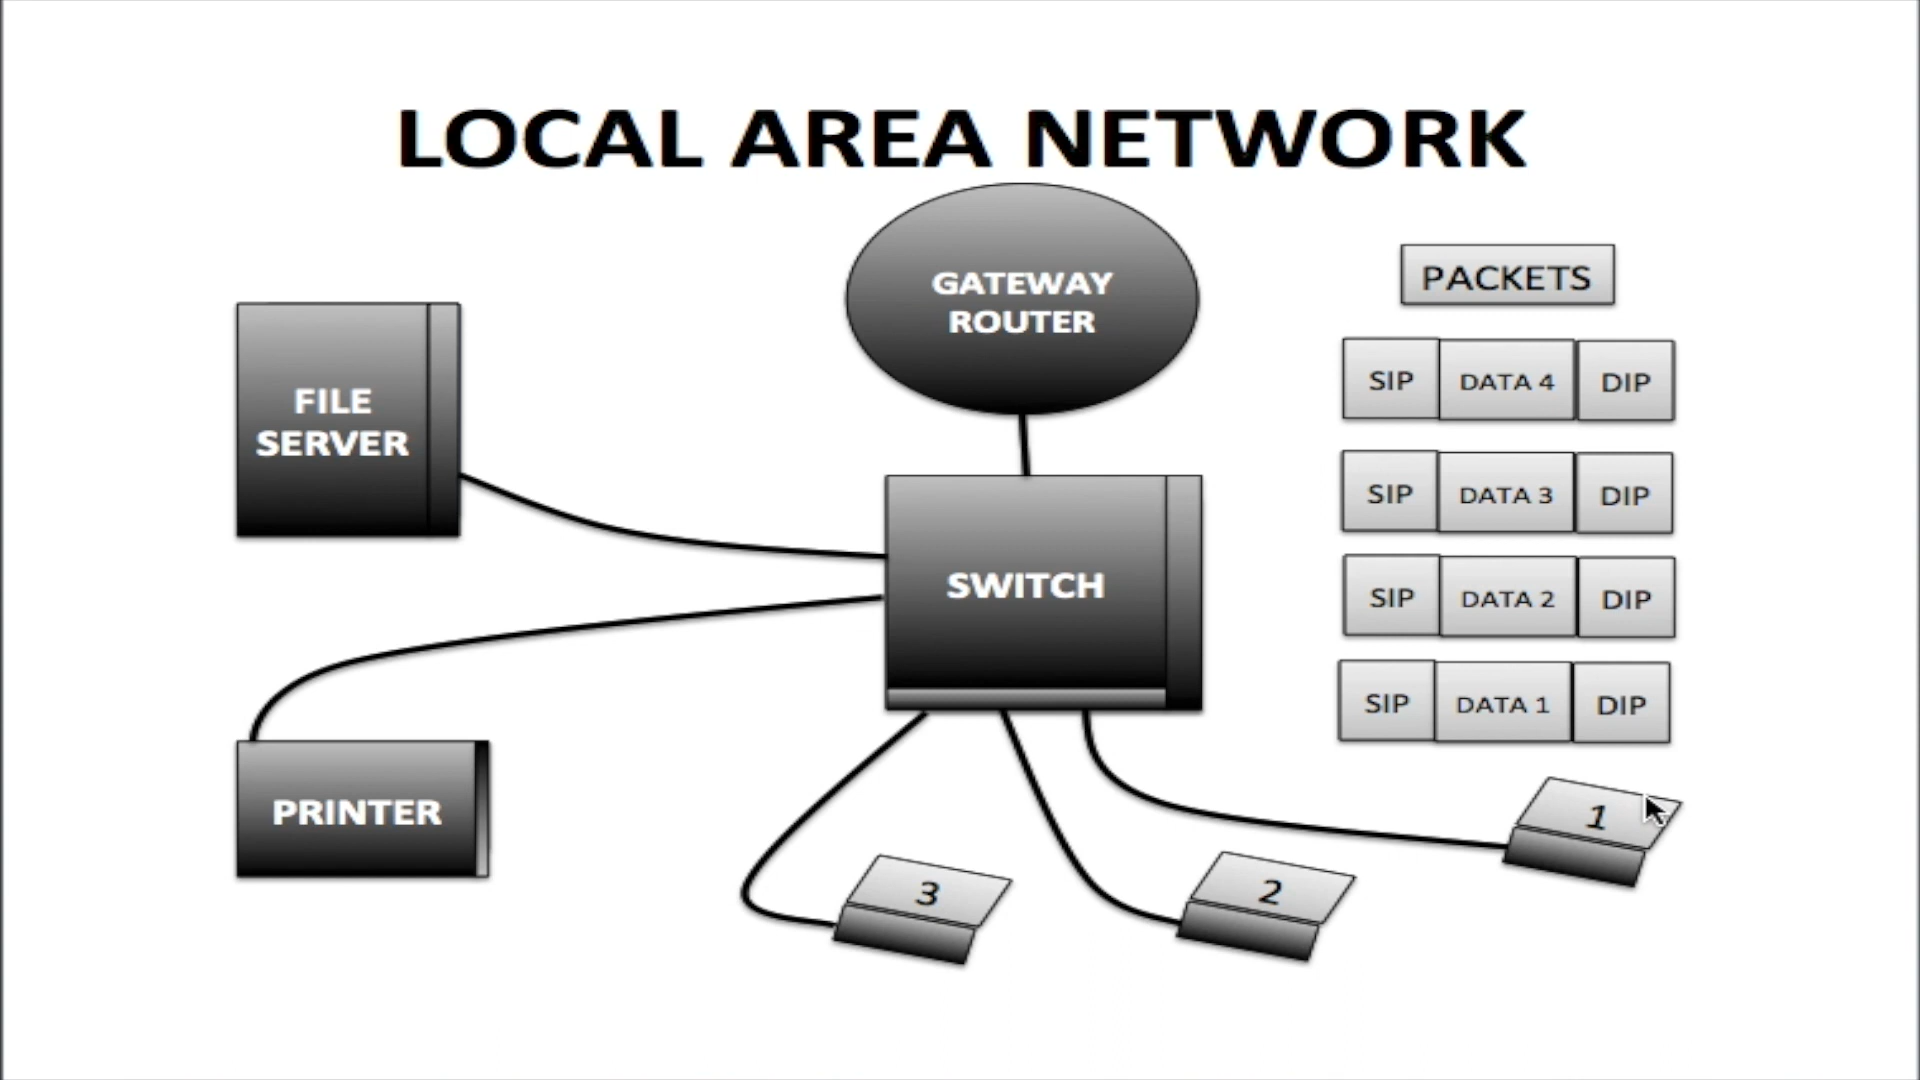 LOCAL AREA NETWORK
GATEWAY
ROUTER
FILE
SERVER
SWITCH
PRINTER
PACKETS
SIP DATA 4 DIP
SIP DATA 3 DIP
SIP DATA 2 DIP
SIP DATA 1 DIP
3
2
1